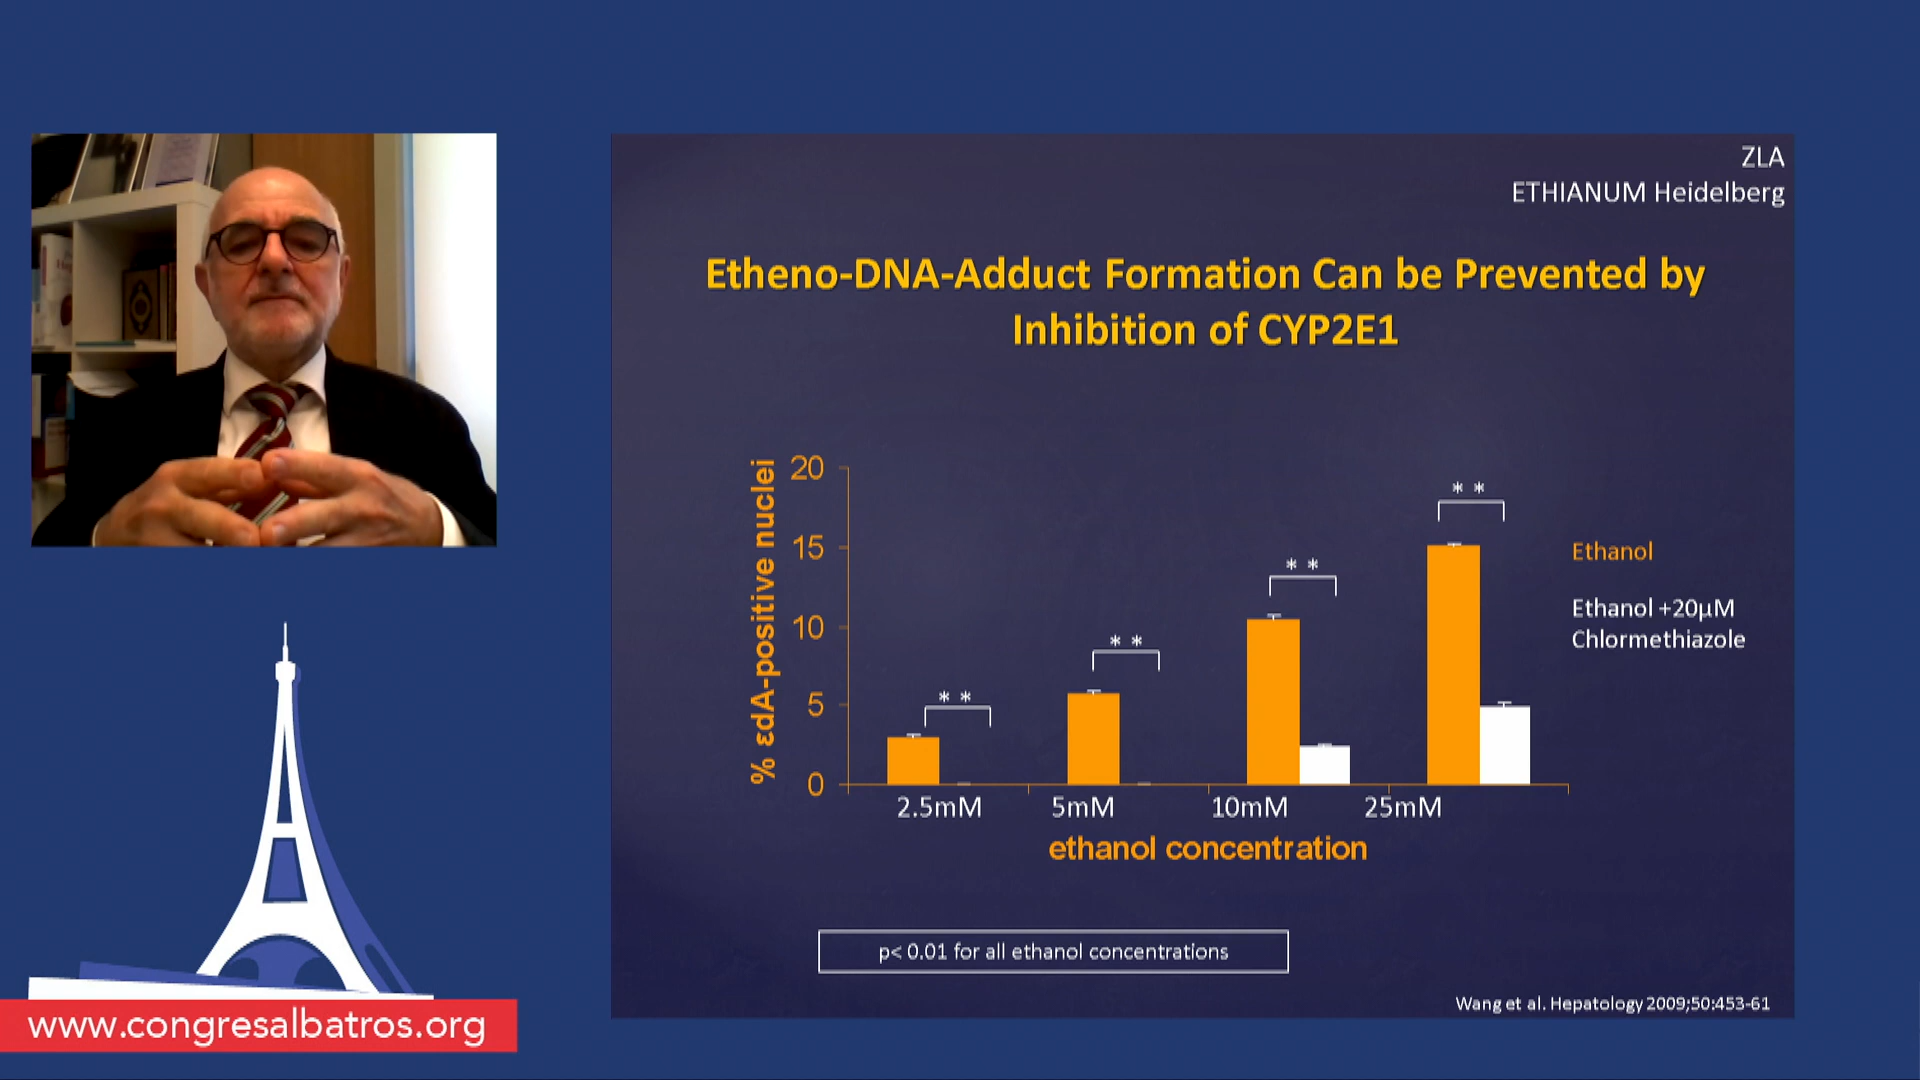 ZLA
ETHIANUM Heidelberg
Etheno-DNA-Adduct Formation Can be Prevented by
Inhibition of CYP2E1
% εdA-positive nuclei
20
15
10
5
0
* *
* *
* *
* *
2.5mM 5mM 10mM 25mM
ethanol concentration
Ethanol
Ethanol +20µM
Chlormethiazole
p< 0.01 for all ethanol concentrations
Wang et al. Hepatology 2009;50:453-61
www.congresalbatros.org